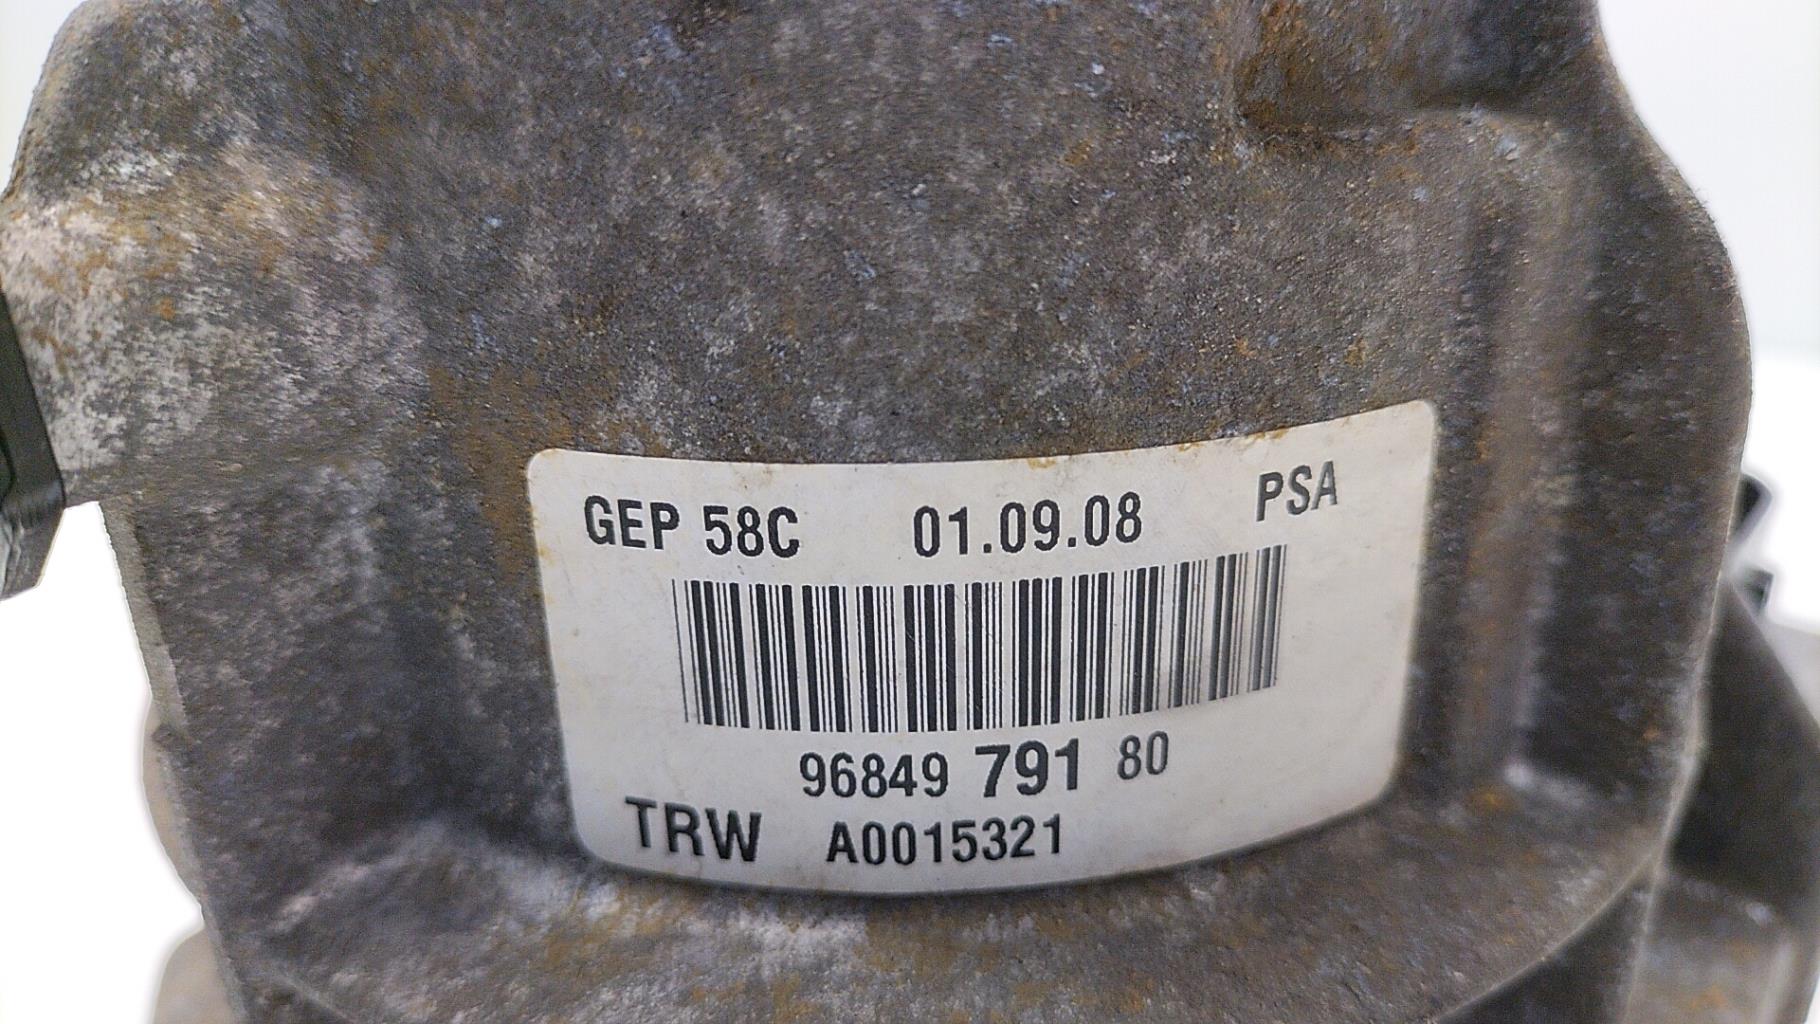 GEP 58C 01.09.08 PSA
96849 791 80
TRW A0015321